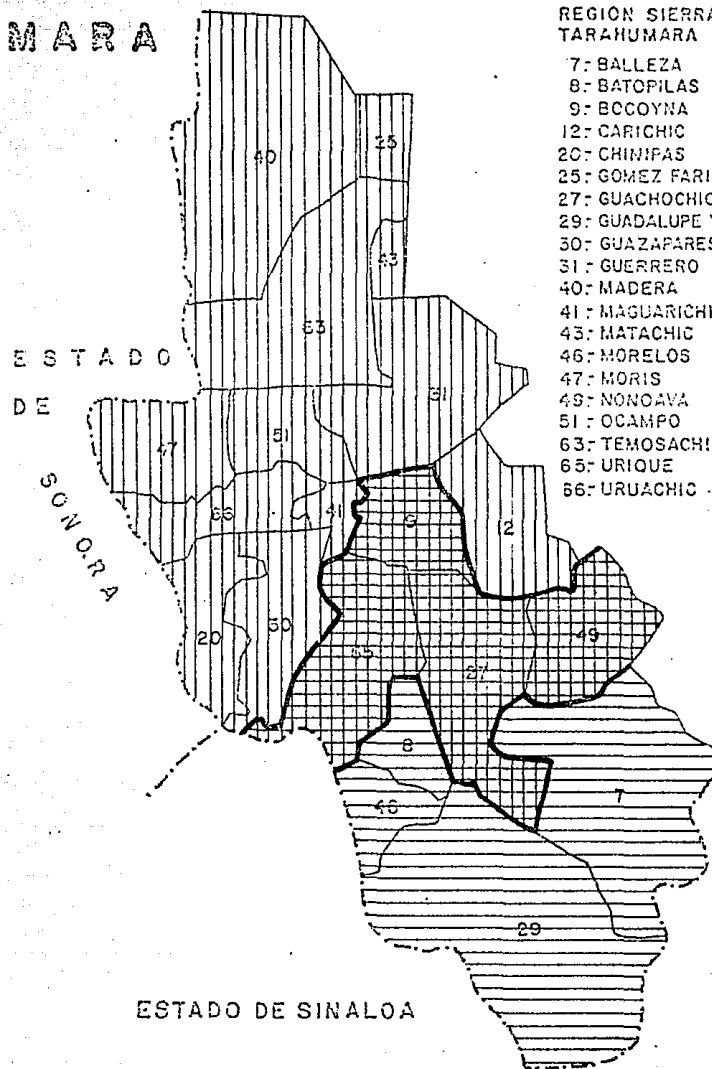 MARA
REGION SIERRA
TARAHUMARA
7.- BALLEZA
8.- BATOPILAS
9.- BOCOYNA
12.- CARICHIC
20.- CHINIPAS
25.- GOMEZ FARI
27.- GUACHOCHIC
29.- GUADALUPE Y
30.- GUAZAPARES
31.- GUERRERO
40.- MADERA
41.- MAGUARICHI
43.- MATACHIC
46.- MORELOS
47.- MORIS
49.- NONOAVA
51.- OCAMPO
63.- TEMOSACHI
65.- URIQUE
66.- URUACHIC
40
25
43
63
31
ESTADO
DE
SONORA
47
51
66
41
9
12
20
30
65
27
49
8
7
46
29
ESTADO DE SINALOA